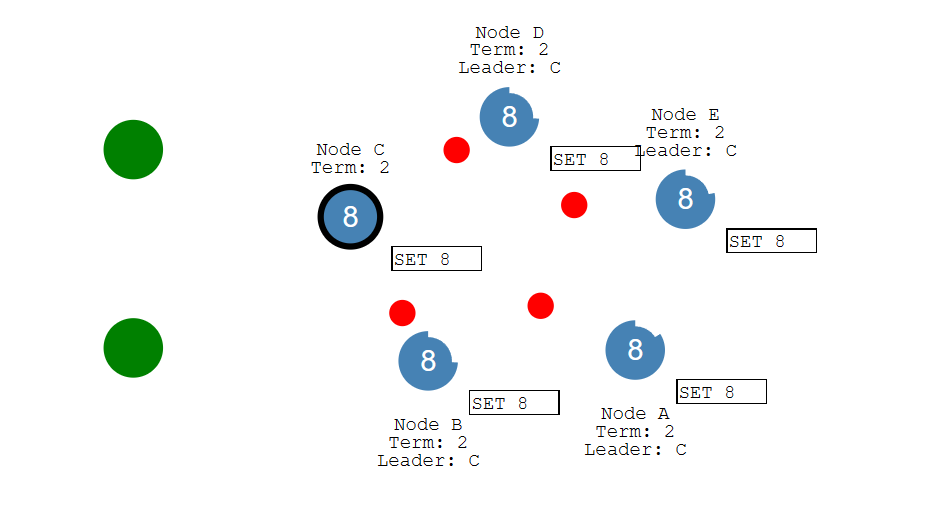 Node D
Term: 2
Leader: C
8
SET 8
Node E
Term: 2
Leader: C
8
SET 8
Node C
Term: 2
8
SET 8
8
SET 8
Node B
Term: 2
Leader: C
8
SET 8
Node A
Term: 2
Leader: C